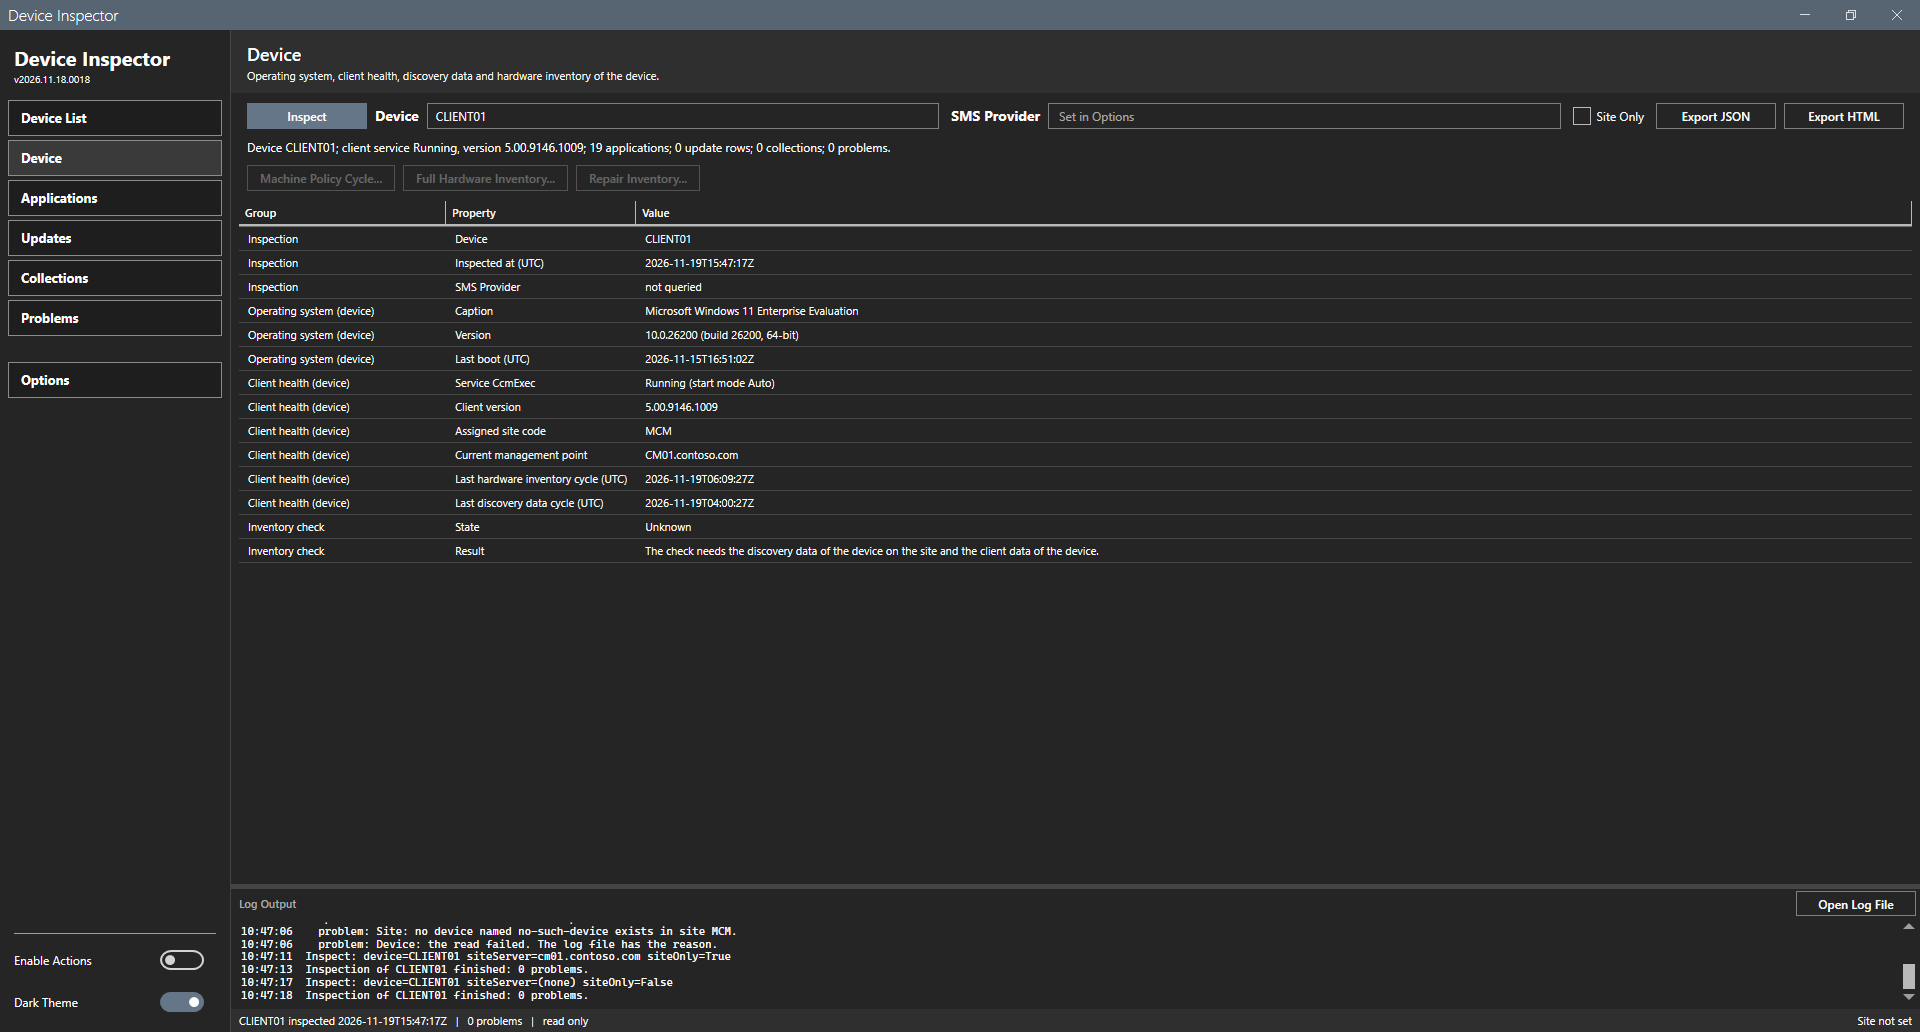 Device Inspector
Device Inspector
v2026.11.18.0018
Device List
Device
Applications
Updates
Collections
Problems
Options
Enable Actions
Dark Theme
Device
Operating system, client health, discovery data and hardware inventory of the device.
Inspect Device CLIENT01 SMS Provider Set in Options Site Only Export JSON Export HTML
Device CLIENT01; client service Running, version 5.00.9146.1009; 19 applications; 0 update rows; 0 collections; 0 problems.
Machine Policy Cycle... Full Hardware Inventory... Repair Inventory...
Group Property Value
Inspection Device CLIENT01
Inspection Inspected at (UTC) 2026-11-19T15:47:17Z
Inspection SMS Provider not queried
Operating system (device) Caption Microsoft Windows 11 Enterprise Evaluation
Operating system (device) Version 10.0.26200 (build 26200, 64-bit)
Operating system (device) Last boot (UTC) 2026-11-15T16:51:02Z
Client health (device) Service CcmExec Running (start mode Auto)
Client health (device) Client version 5.00.9146.1009
Client health (device) Assigned site code MCM
Client health (device) Current management point CM01.contoso.com
Client health (device) Last hardware inventory cycle (UTC) 2026-11-19T06:09:27Z
Client health (device) Last discovery data cycle (UTC) 2026-11-19T04:00:27Z
Inventory check State Unknown
Inventory check Result The check needs the discovery data of the device on the site and the client data of the device.
Log Output Open Log File
10:47:06 problem: Site: no device named no-such-device exists in site MCM.
10:47:06 problem: Device: the read failed. The log file has the reason.
10:47:11 Inspect: device=CLIENT01 siteServer=cm01.contoso.com siteOnly=True
10:47:13 Inspection of CLIENT01 finished: 0 problems.
10:47:17 Inspect: device=CLIENT01 siteServer=(none) siteOnly=False
10:47:18 Inspection of CLIENT01 finished: 0 problems.
CLIENT01 inspected 2026-11-19T15:47:17Z | 0 problems | read only Site not set